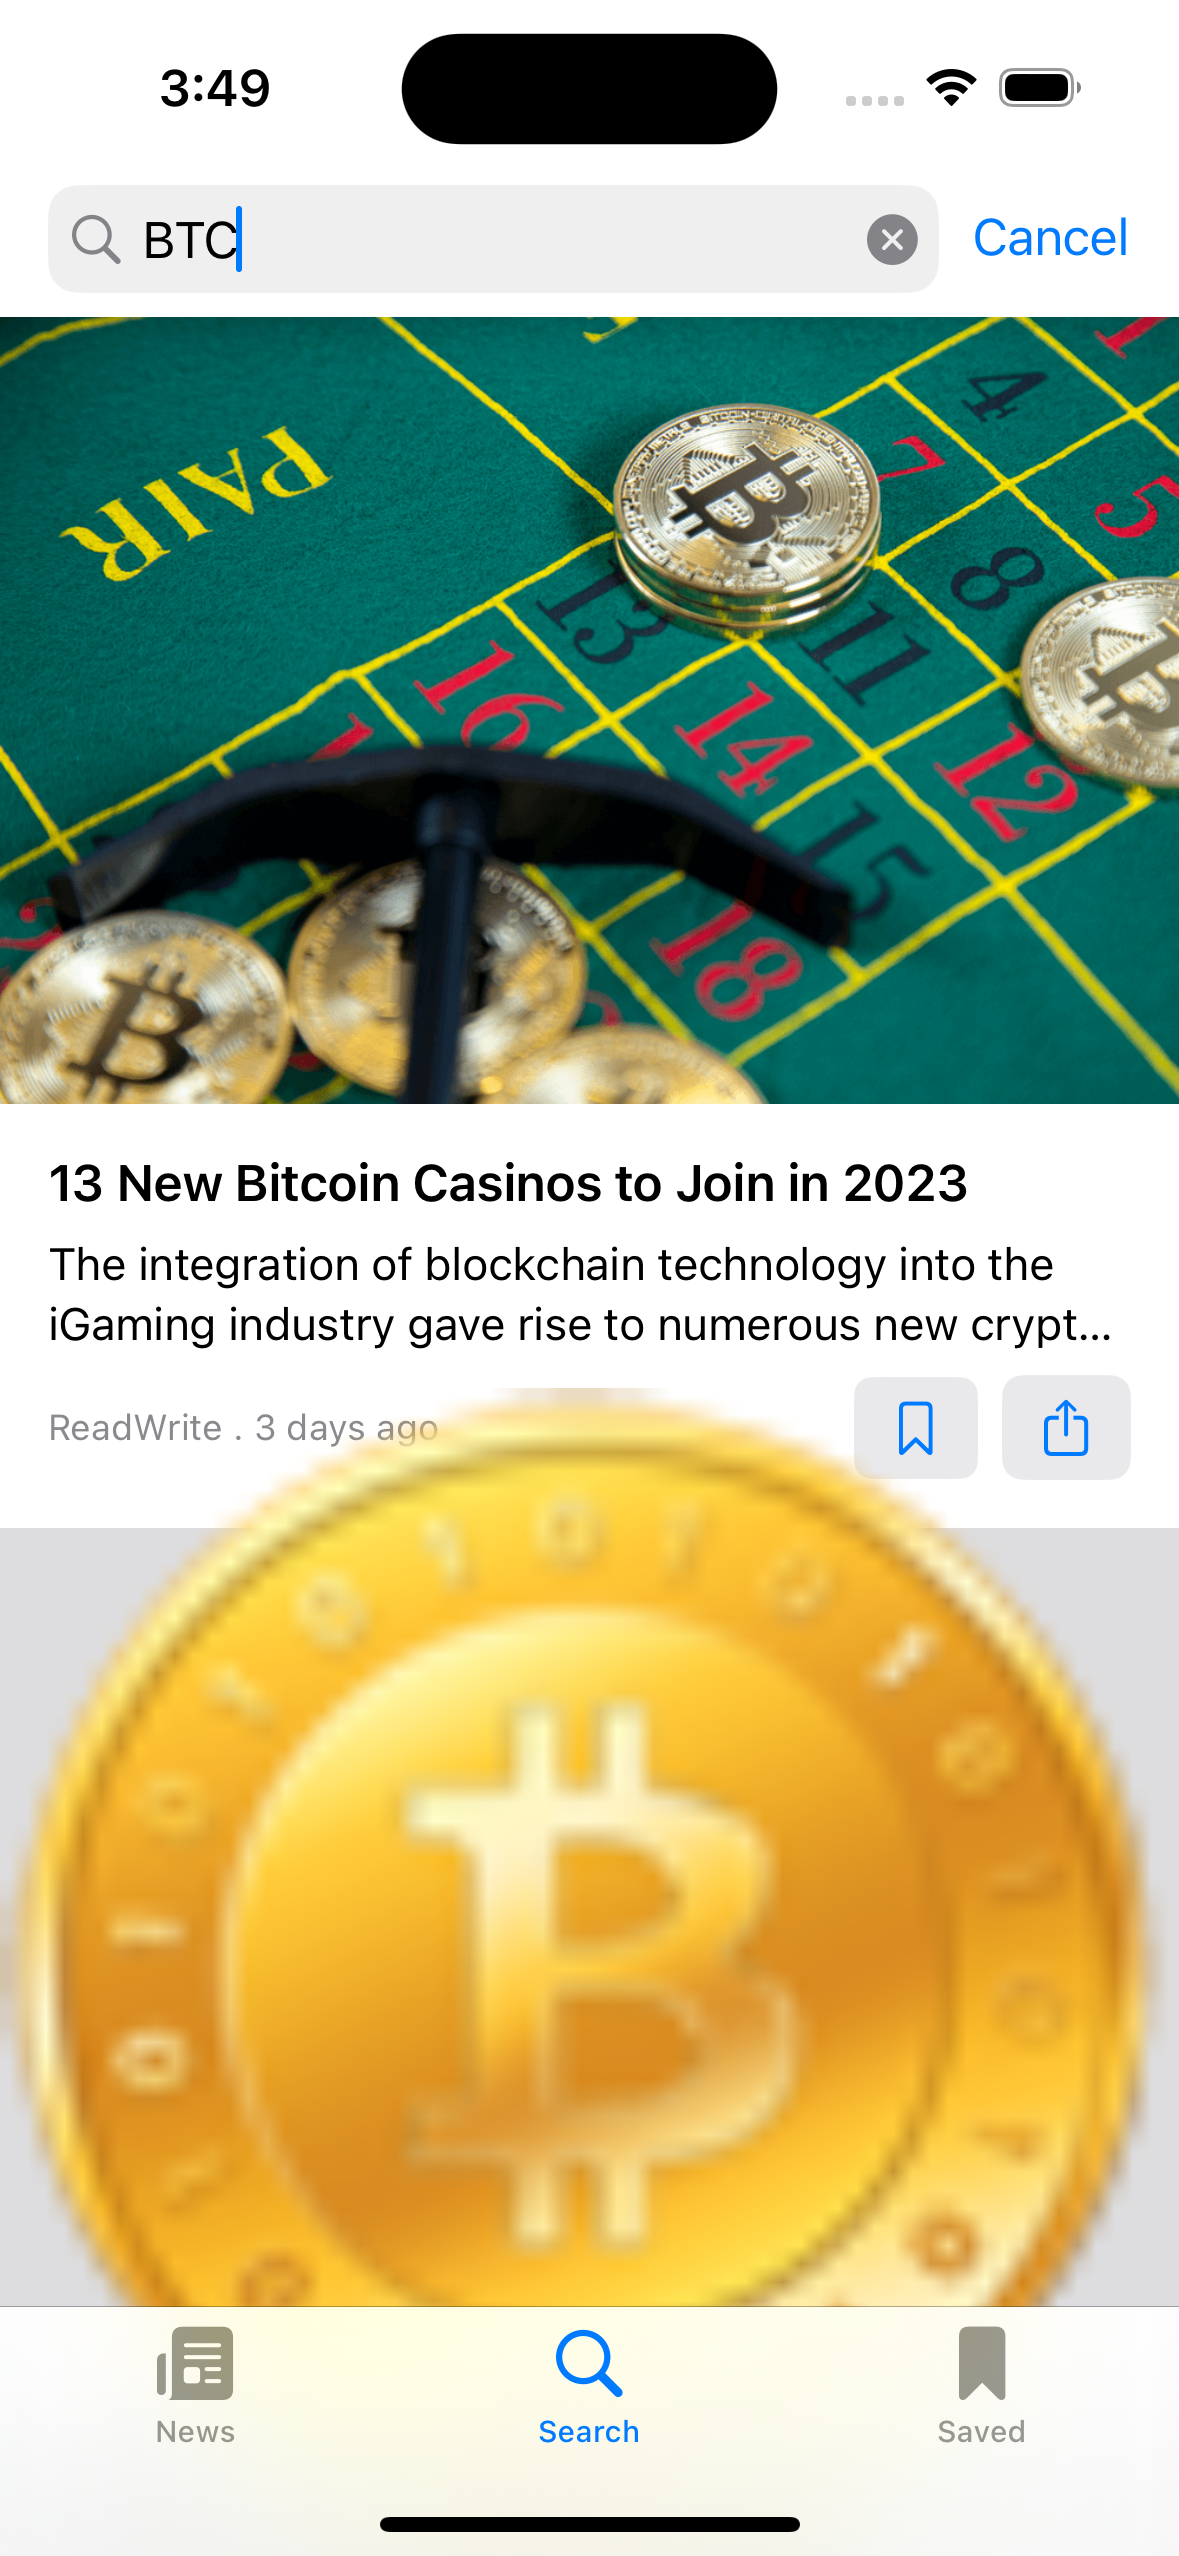 3:49
BTC
Cancel
PAIR
4
7
5
8
13
11
16
14
12
15
18
13 New Bitcoin Casinos to Join in 2023
The integration of blockchain technology into the
iGaming industry gave rise to numerous new crypt...
ReadWrite . 3 days ago
News
Search
Saved